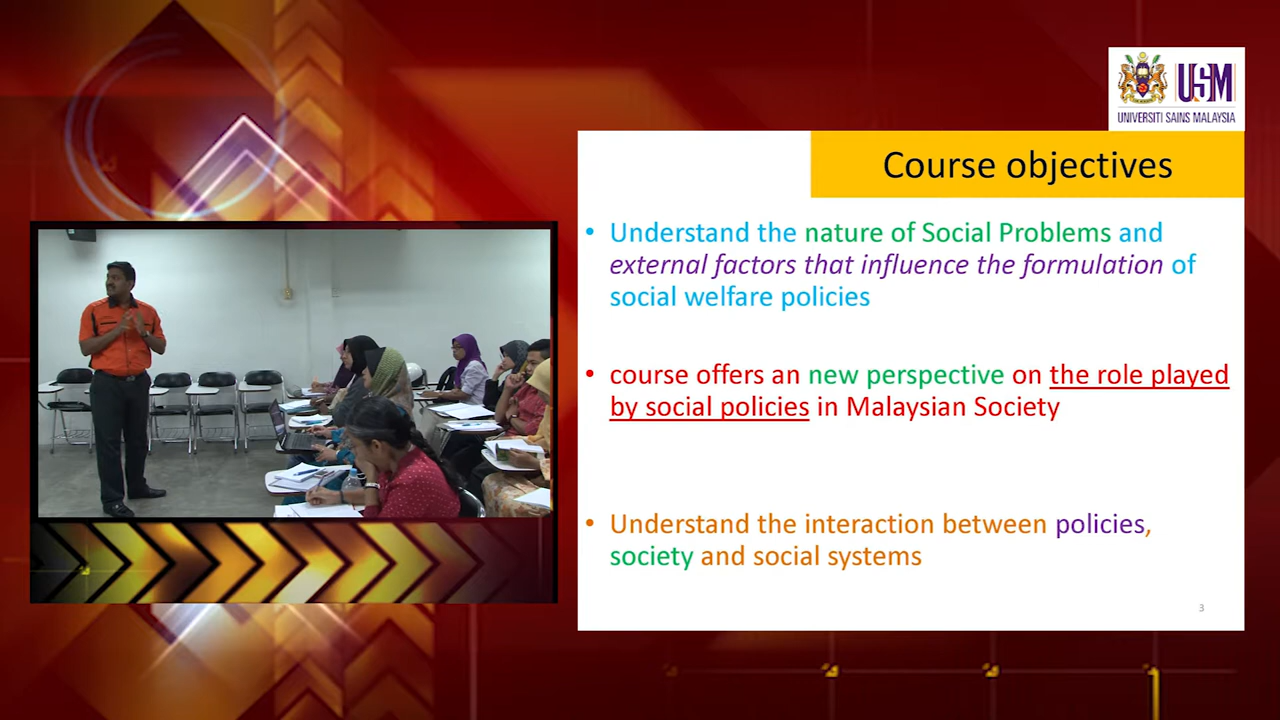 USM
UNIVERSITI SAINS MALAYSIA
Course objectives
• Understand the nature of Social Problems and
external factors that influence the formulation of
social welfare policies
• course offers an new perspective on the role played
by social policies in Malaysian Society
• Understand the interaction between policies,
society and social systems
3